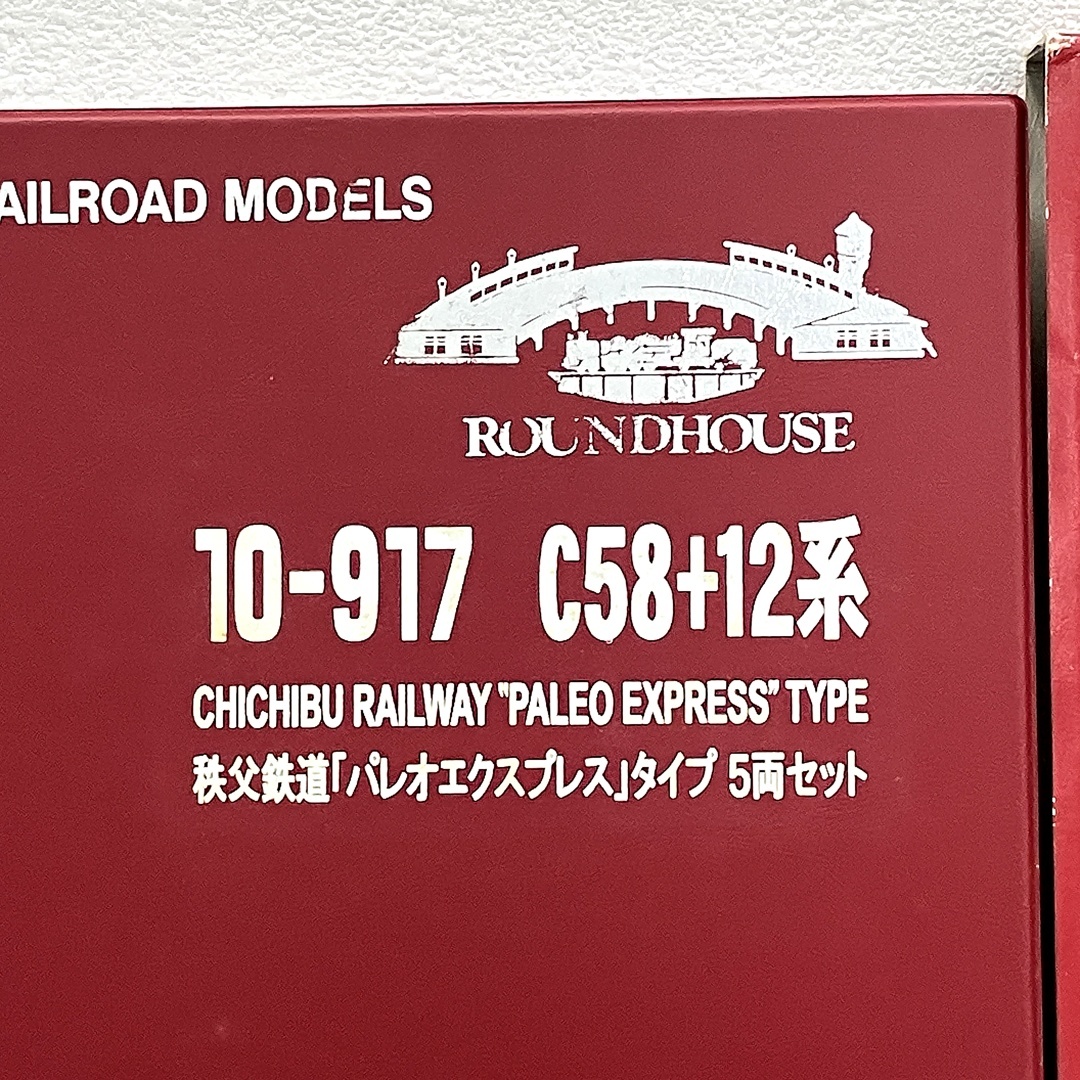 AILROAD MODELS
ROUNDHOUSE
10-917 C58+12系
CHICHIBU RAILWAY "PALEO EXPRESS" TYPE
秩父鉄道「パレオエクスプレス」タイプ 5両セット